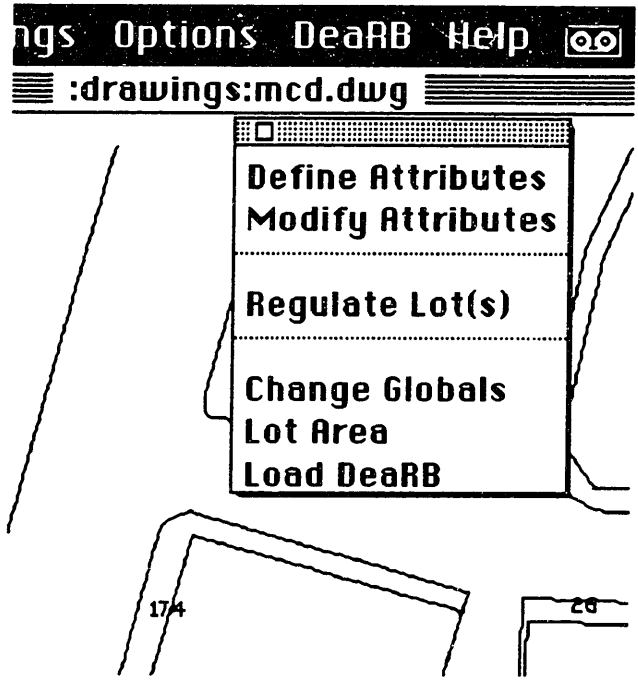 ngs Options DeaRB Help
:drawings:mcd.dwg
Define Attributes
Modify Attributes
Regulate Lot(s)
Change Globals
Lot Area
Load DeaRB
174
26